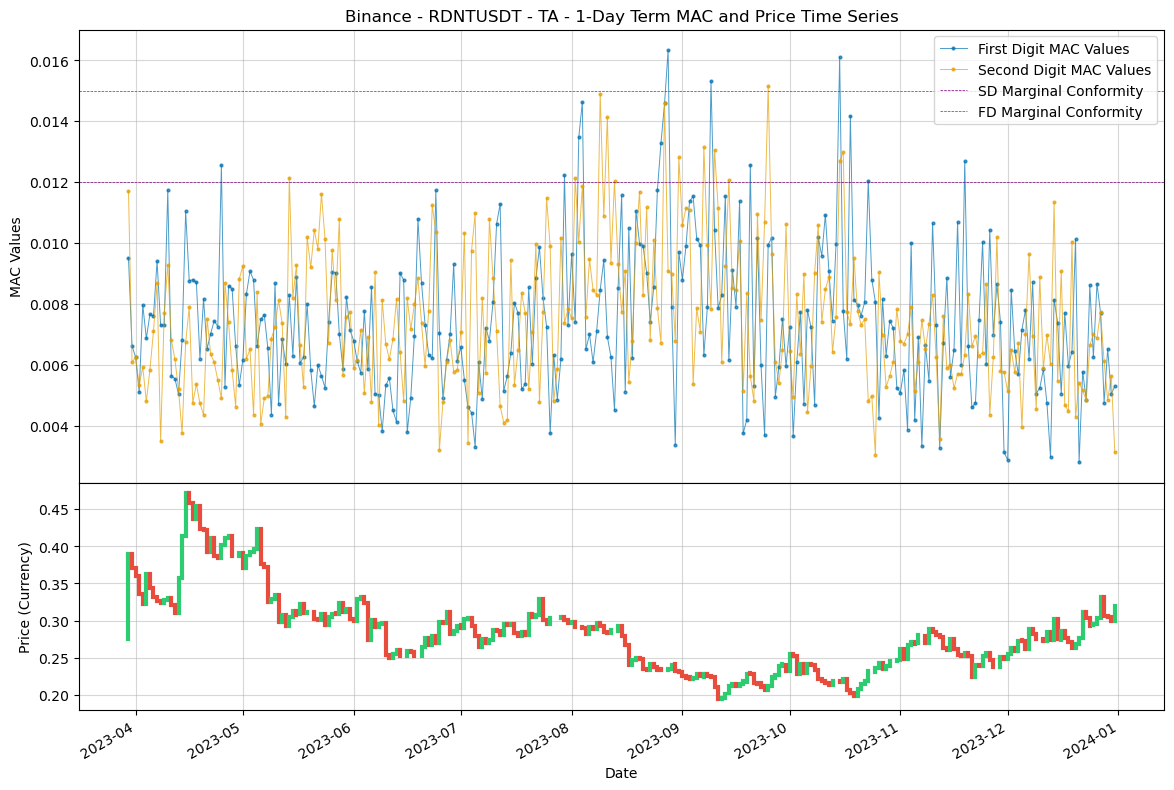 Binance - RDNTUSDT - TA - 1-Day Term MAC and Price Time Series
First Digit MAC Values
Second Digit MAC Values
SD Marginal Conformity
FD Marginal Conformity
MAC Values
0.016
0.014
0.012
0.010
0.008
0.006
0.004
Price (Currency)
0.45
0.40
0.35
0.30
0.25
0.20
2023-04
2023-05
2023-06
2023-07
2023-08
2023-09
2023-10
2023-11
2023-12
2024-01
Date